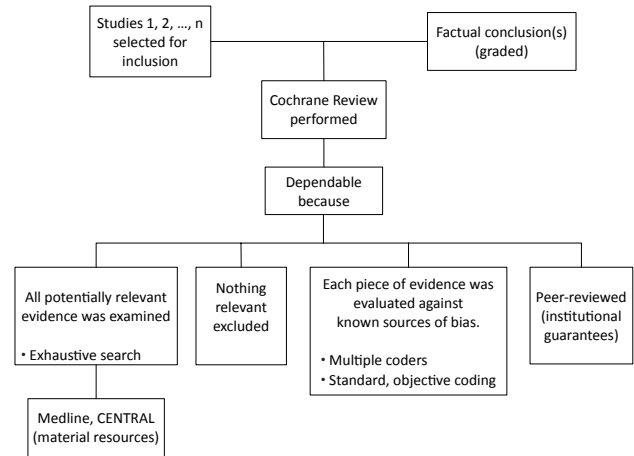 Studies 1, 2, ..., n
selected for
inclusion
Factual conclusion(s)
(graded)
Cochrane Review
performed
Dependable
because
All potentially relevant
evidence was examined
• Exhaustive search
Nothing
relevant
excluded
Each piece of evidence was
evaluated against
known sources of bias.
• Multiple coders
• Standard, objective coding
Peer-reviewed
(institutional
guarantees)
Medline, CENTRAL
(material resources)